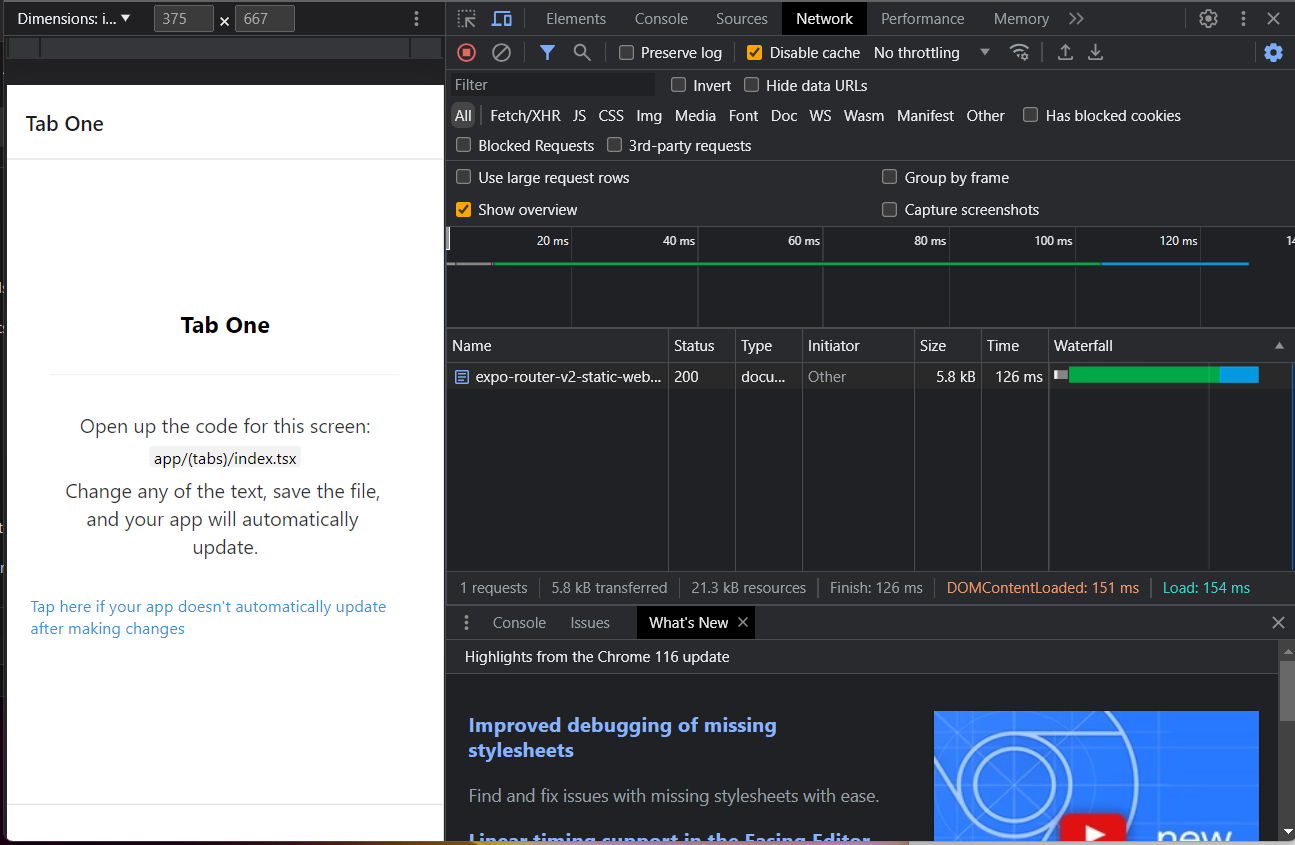 Dimensions: i...
375 × 667
Tab One
Tab One
Open up the code for this screen:
app/(tabs)/index.tsx
Change any of the text, save the file,
and your app will automatically
update.
Tap here if your app doesn't automatically update
after making changes
Elements Console Sources Network Performance Memory
Preserve log Disable cache No throttling
Filter Invert Hide data URLs
All Fetch/XHR JS CSS Img Media Font Doc WS Wasm Manifest Other Has blocked cookies
Blocked Requests 3rd-party requests
Use large request rows Group by frame
Show overview Capture screenshots
20 ms 40 ms 60 ms 80 ms 100 ms 120 ms
Name Status Type Initiator Size Time Waterfall
expo-router-v2-static-web... 200 docu... Other 5.8 kB 126 ms
1 requests 5.8 kB transferred 21.3 kB resources Finish: 126 ms DOMContentLoaded: 151 ms Load: 154 ms
Console Issues What's New
Highlights from the Chrome 116 update
Improved debugging of missing
stylesheets
Find and fix issues with missing stylesheets with ease.
Linear timing support in the Easing Editor
new